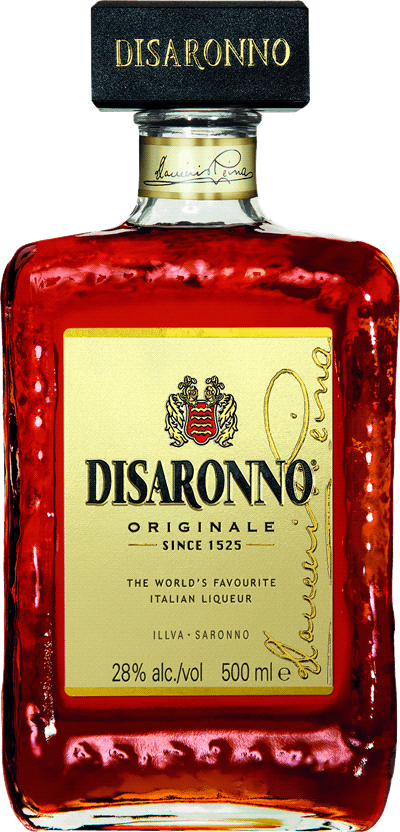 DISARONNO
DISARONNO®
ORIGINALE
SINCE 1525
THE WORLD'S FAVOURITE
ITALIAN LIQUEUR
ILLVA · SARONNO
28% alc./vol 500 ml ℮